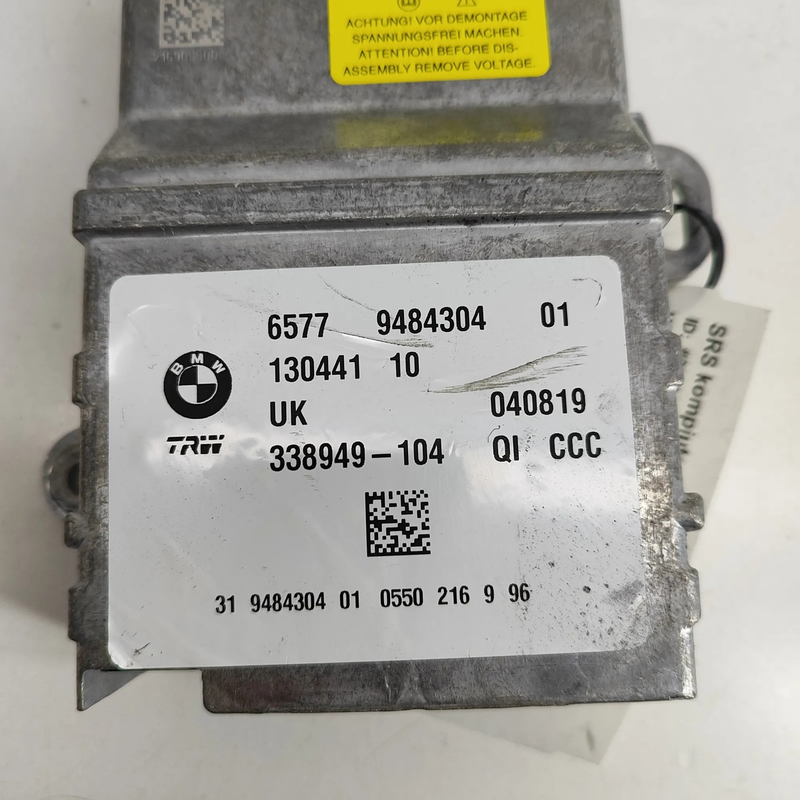 ACHTUNG! VOR DEMONTAGE
SPANNUNGSFREI MACHEN.
ATTENTION! BEFORE DIS-
ASSEMBLY REMOVE VOLTAGE.
6577 9484304 01
BMW
130441 10
UK 040819
TRW
338949-104 QI CCC
31 9484304 01 0550 216 9 96
SRS
ID: